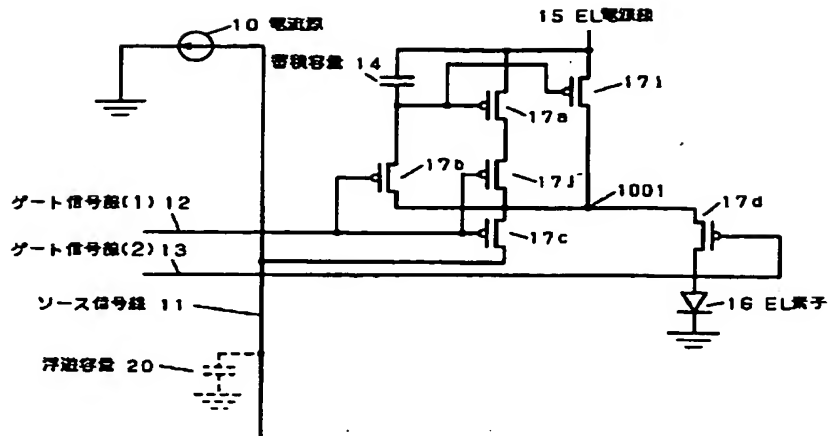 10 電流源
15 EL電源線
蓄積容量 14
17i
17a
17b
17j
1001
17d
ゲート信号線(1) 12
17c
ゲート信号線(2) 13
ソース信号線 11
16 EL素子
浮遊容量 20